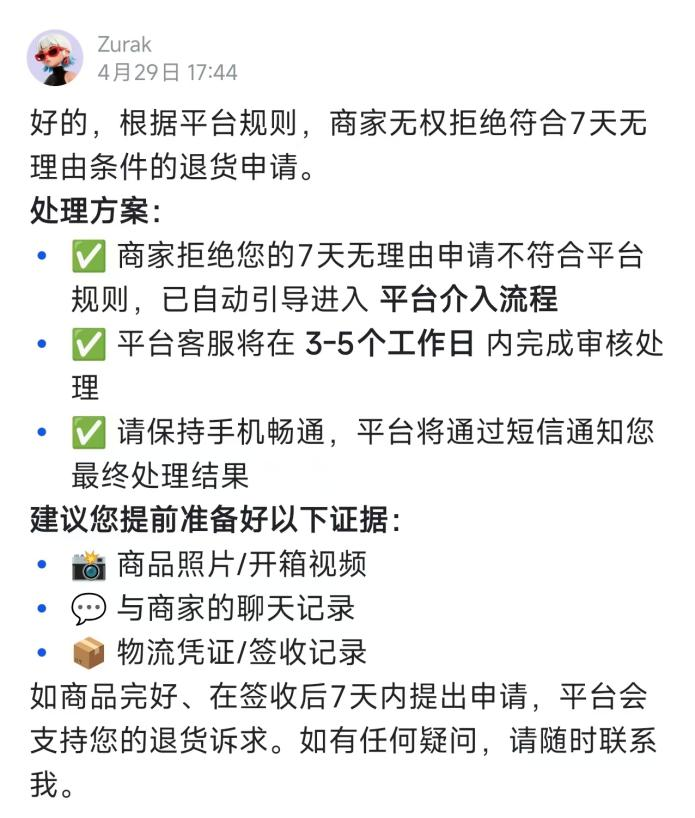 Zurak
4月29日 17:44
好的，根据平台规则，商家无权拒绝符合7天无
理由条件的退货申请。
处理方案：
• ✅ 商家拒绝您的7天无理由申请不符合平台
规则，已自动引导进入 平台介入流程
• ✅ 平台客服将在 3-5个工作日 内完成审核处
理
• ✅ 请保持手机畅通，平台将通过短信通知您
最终处理结果
建议您提前准备好以下证据：
• 📸 商品照片/开箱视频
• 💬 与商家的聊天记录
• 📦 物流凭证/签收记录
如商品完好、在签收后7天内提出申请，平台会
支持您的退货诉求。如有任何疑问，请随时联系
我。